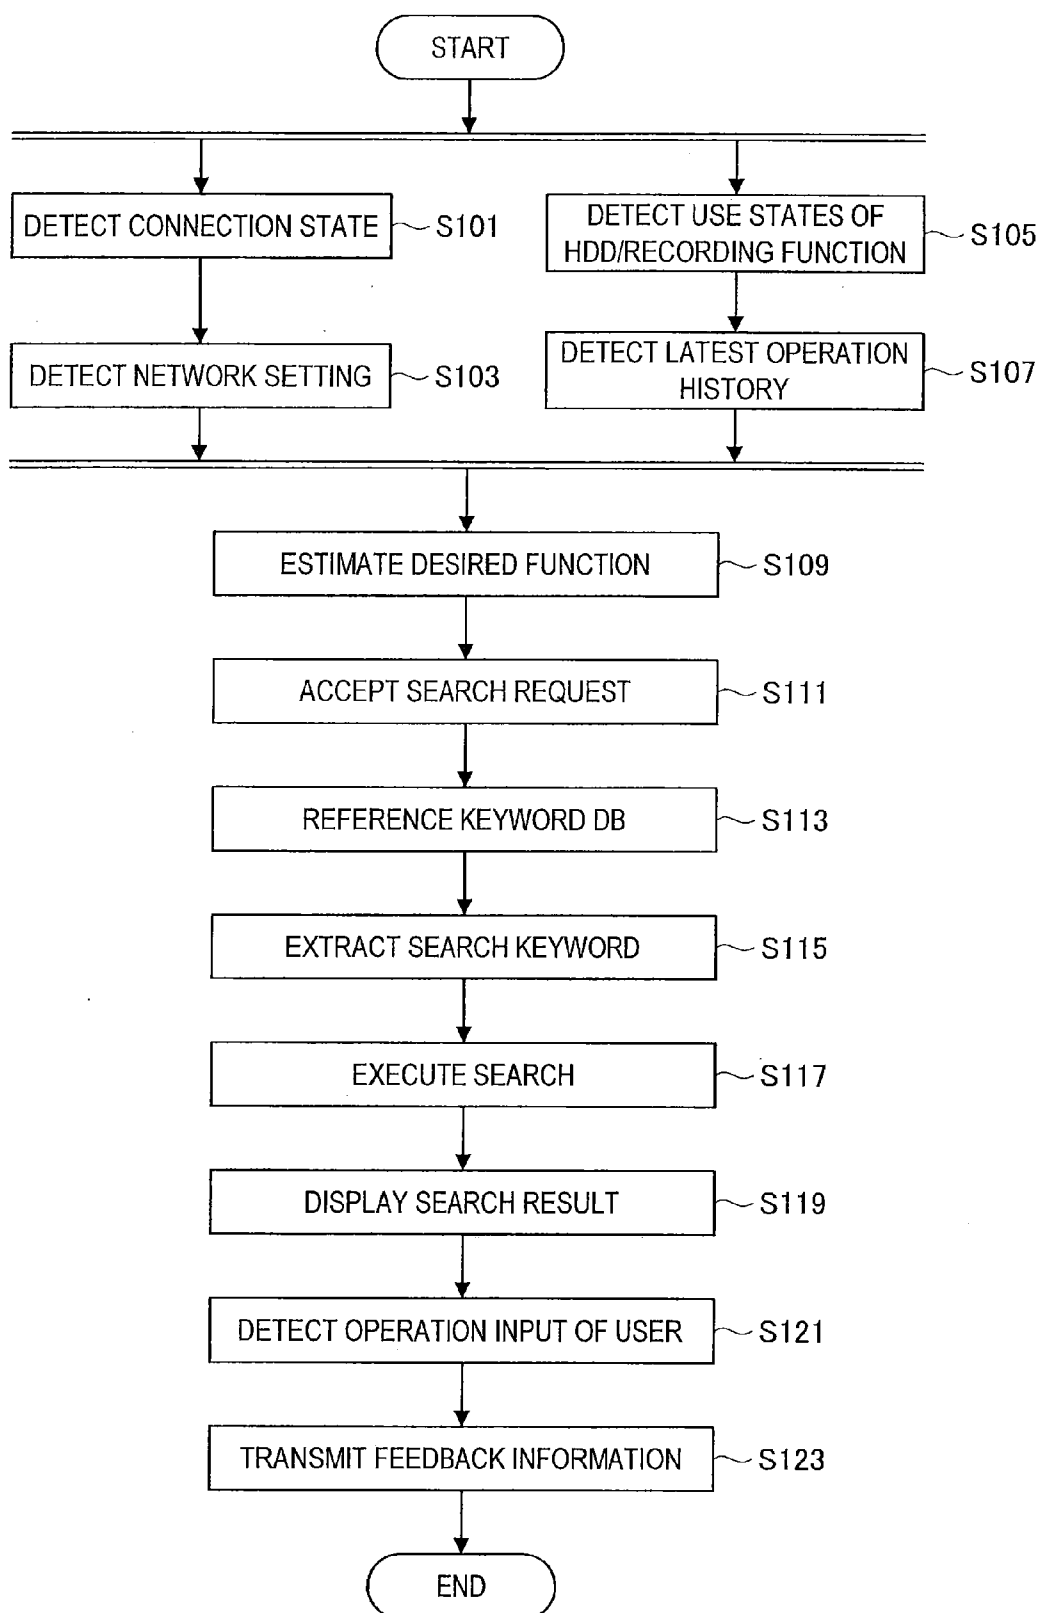 START
DETECT CONNECTION STATE
S101
DETECT NETWORK SETTING
S103
DETECT USE STATES OF
HDD/RECORDING FUNCTION
S105
DETECT LATEST OPERATION
HISTORY
S107
ESTIMATE DESIRED FUNCTION
S109
ACCEPT SEARCH REQUEST
S111
REFERENCE KEYWORD DB
S113
EXTRACT SEARCH KEYWORD
S115
EXECUTE SEARCH
S117
DISPLAY SEARCH RESULT
S119
DETECT OPERATION INPUT OF USER
S121
TRANSMIT FEEDBACK INFORMATION
S123
END